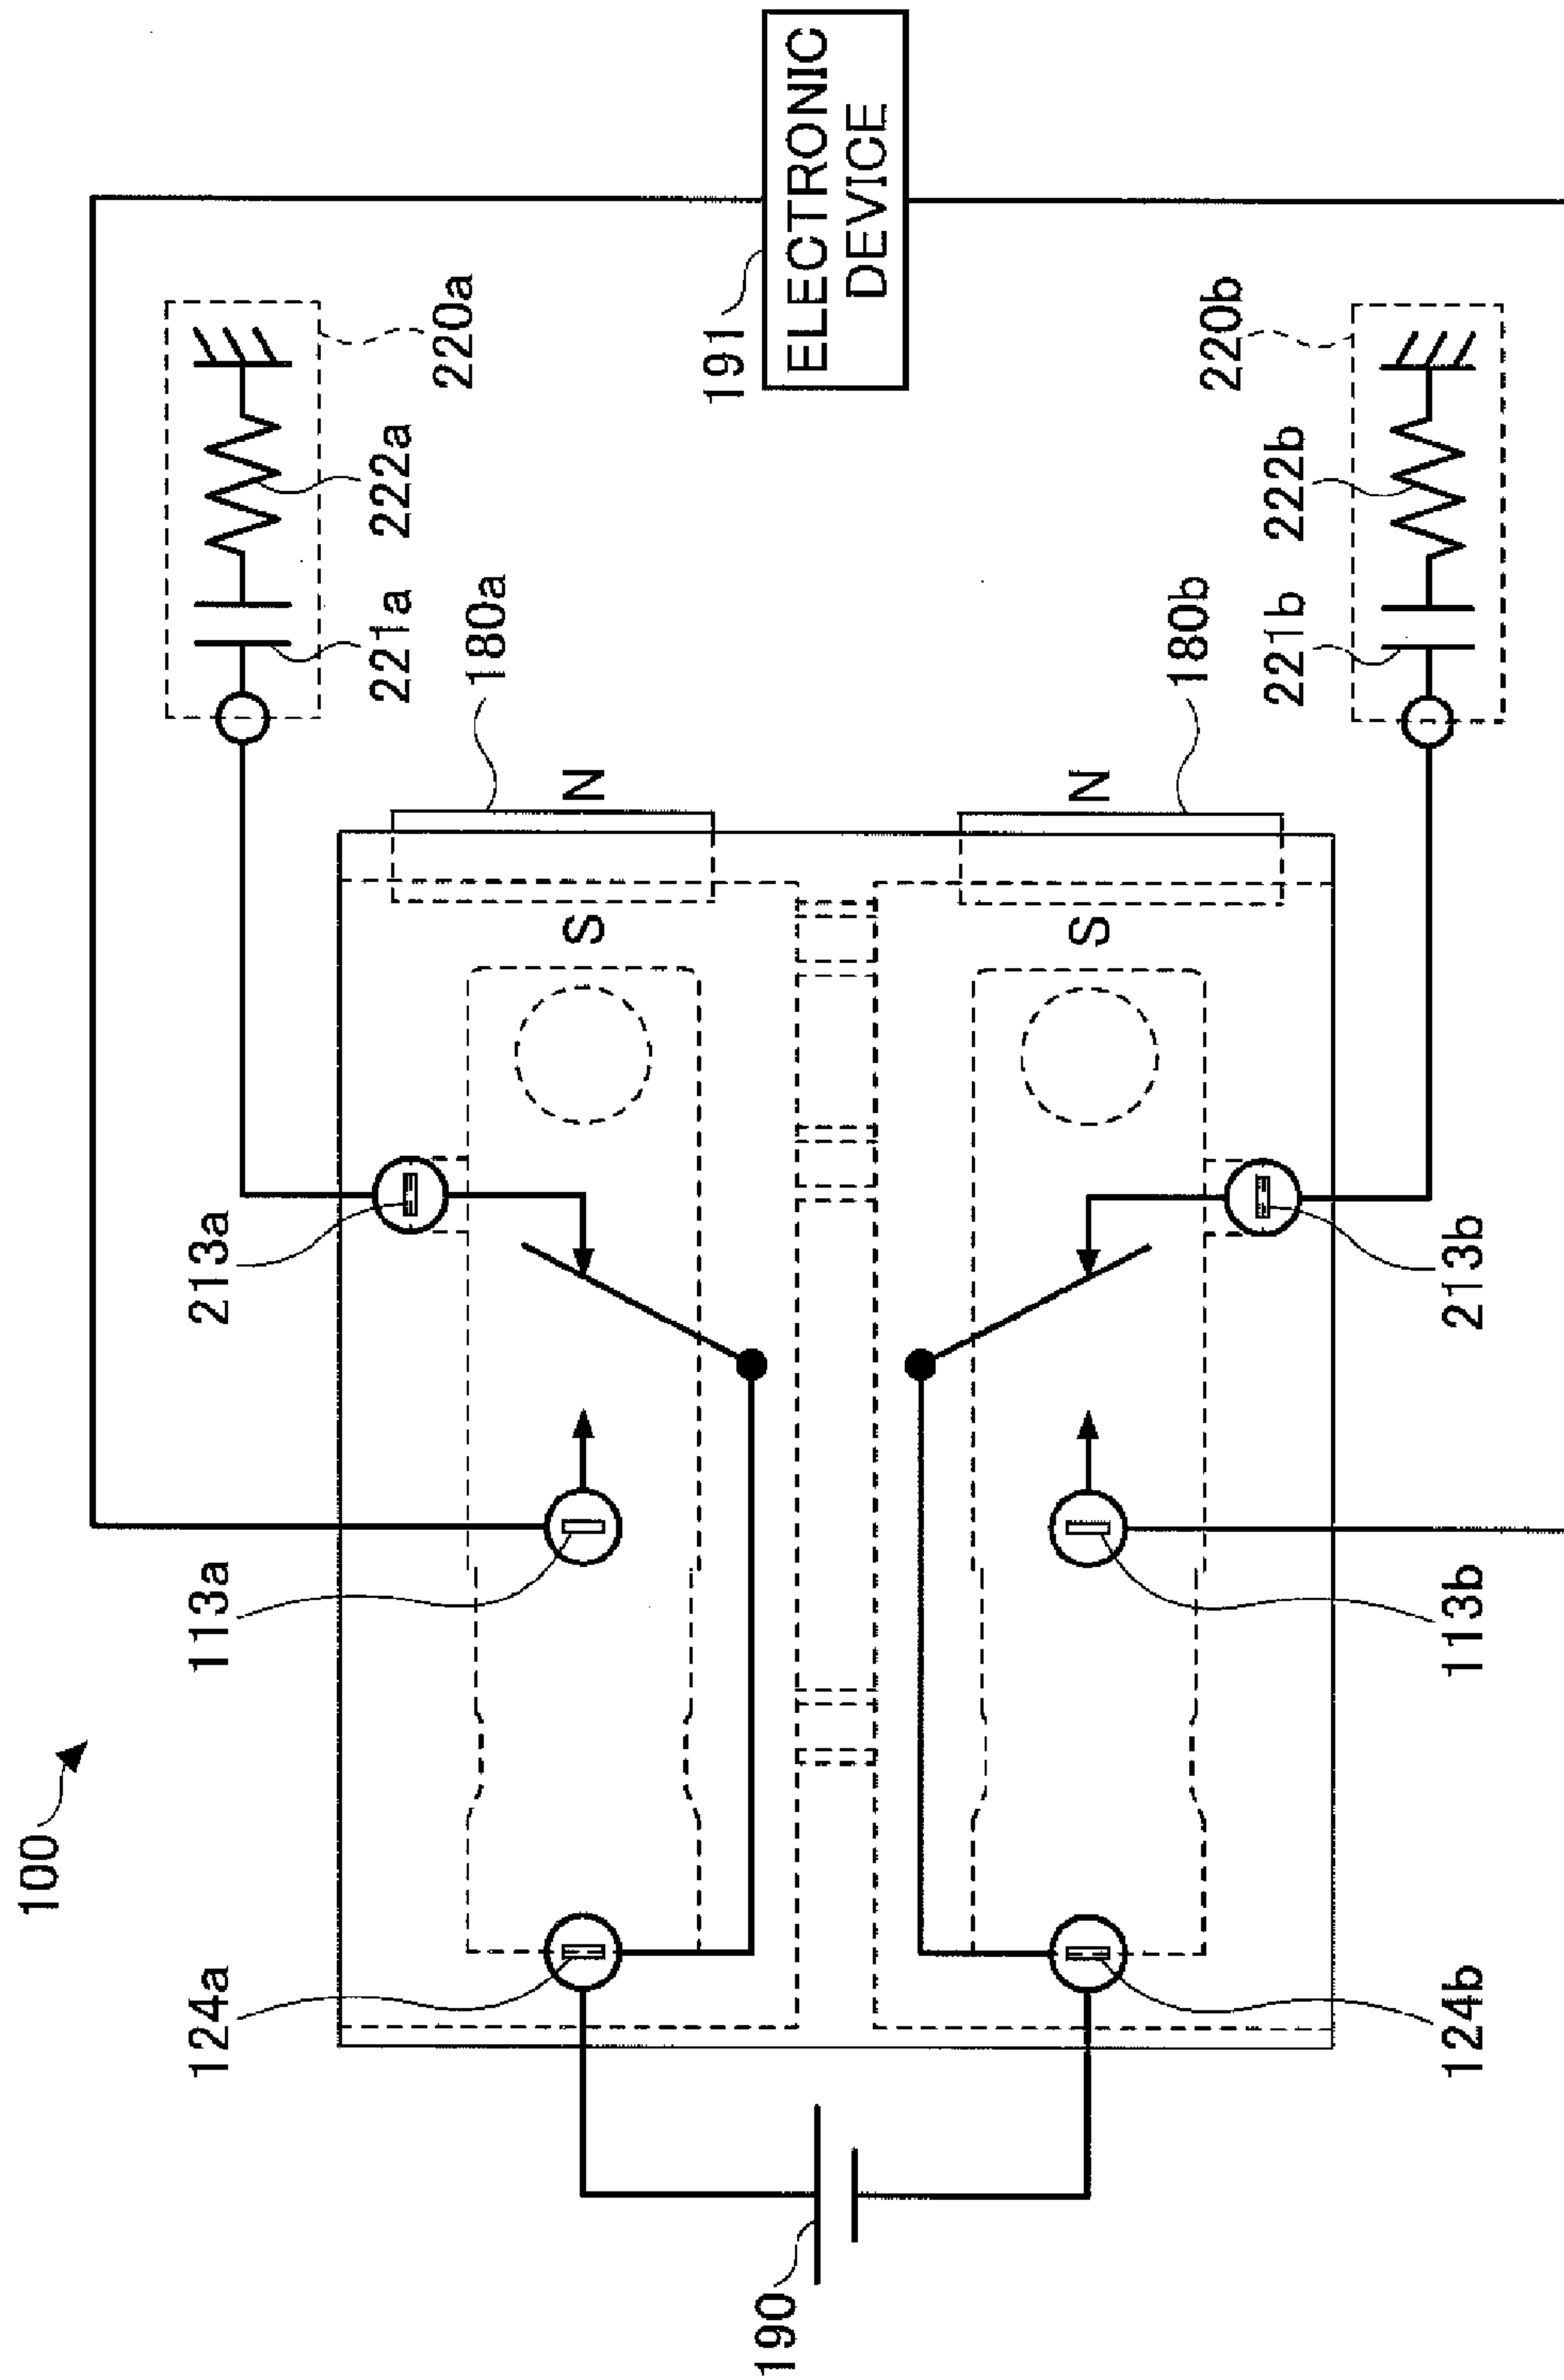 100
124a
113a
213a
221a
222a
220a
180a
S
N
191
190
ELECTRONIC
DEVICE
S
N
180b
220b
221b
222b
124b
113b
213b